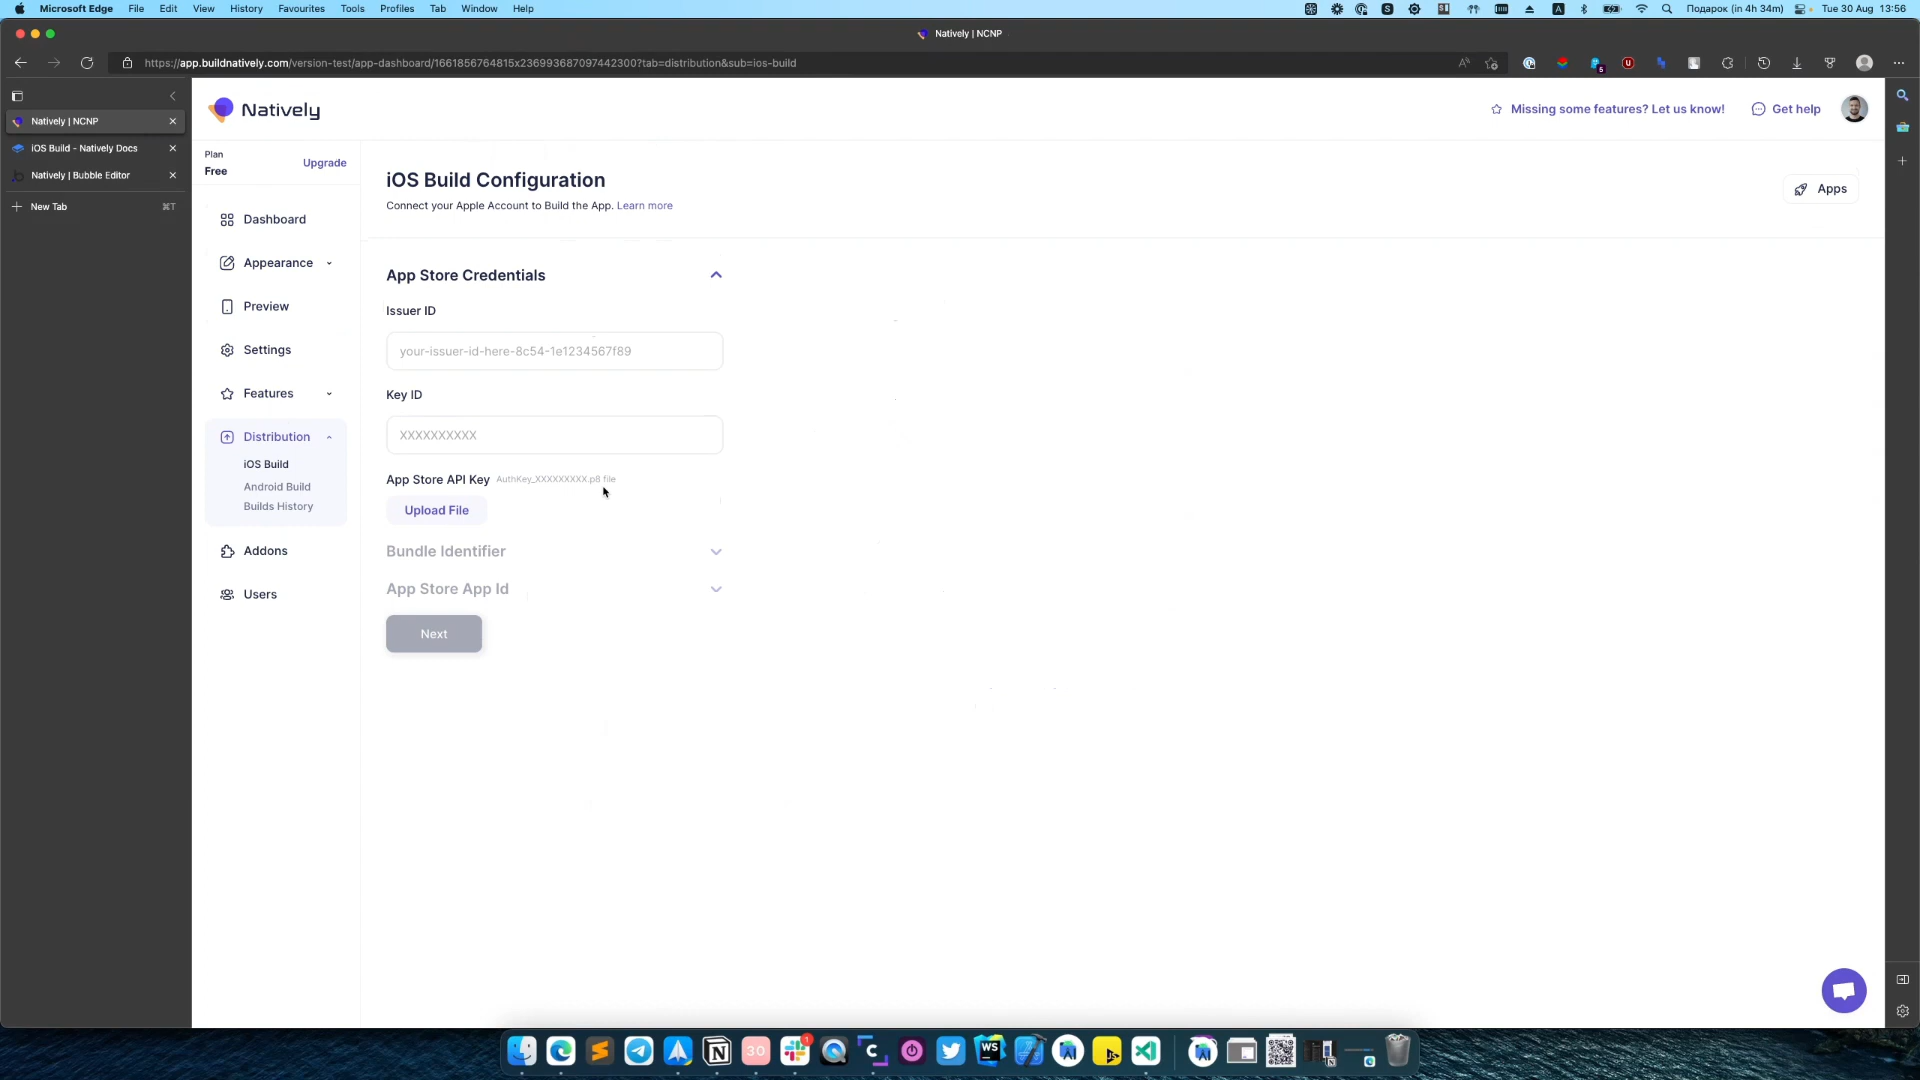 Microsoft Edge File Edit View History Favourites Tools Profiles Tab Window Help
Подарок (in 4h 34m) Tue 30 Aug 13:56
Natively | NCNP
https://app.buildnatively.com/version-test/app-dashboard/1661856764815x236993687097442300?tab=distribution&sub=ios-build
Natively | NCNP
iOS Build - Natively Docs
Natively | Bubble Editor
New Tab ⌘T
Natively
Missing some features? Let us know!
Get help
Plan
Free
Upgrade
Dashboard
Appearance
Preview
Settings
Features
Distribution
iOS Build
Android Build
Builds History
Addons
Users
iOS Build Configuration
Connect your Apple Account to Build the App. Learn more
Apps
App Store Credentials
Issuer ID
your-issuer-id-here-8c54-1e1234567f89
Key ID
XXXXXXXXXX
App Store API Key AuthKey_XXXXXXXXX.p8 file
Upload File
Bundle Identifier
App Store App Id
Next
30
1
WS